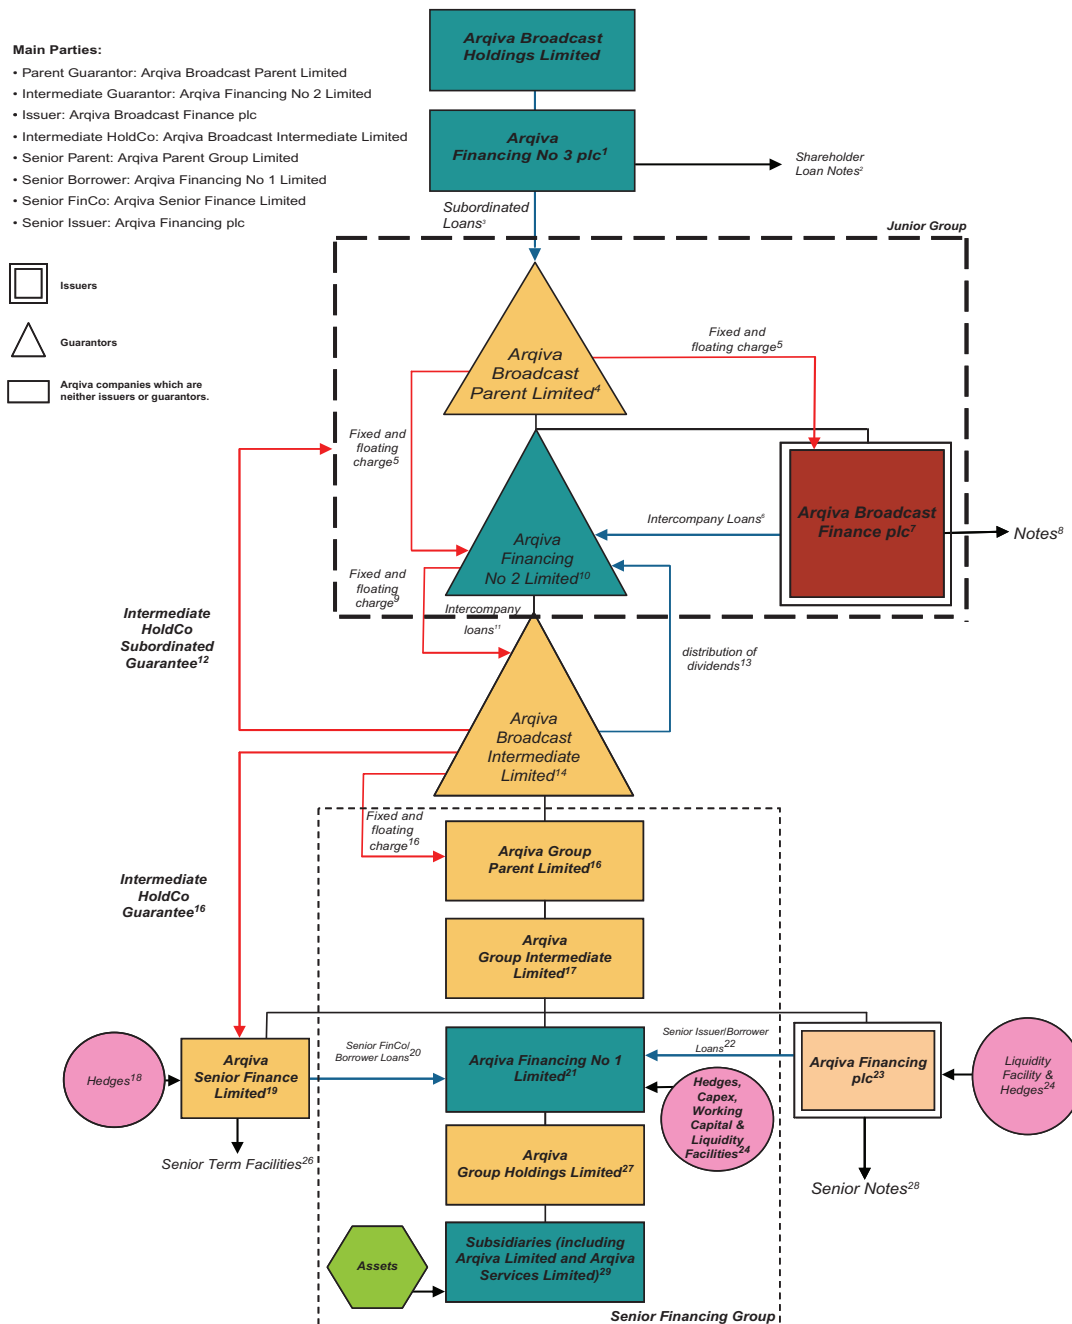 Arqiva Broadcast
Holdings Limited
Main Parties:
• Parent Guarantor: Arqiva Broadcast Parent Limited
• Intermediate Guarantor: Arqiva Financing No 2 Limited
• Issuer: Arqiva Broadcast Finance plc
• Intermediate HoldCo: Arqiva Broadcast Intermediate Limited
• Senior Parent: Arqiva Parent Group Limited
• Senior Borrower: Arqiva Financing No 1 Limited
• Senior FinCo: Arqiva Senior Finance Limited
• Senior Issuer: Arqiva Financing plc
Arqiva
Financing No 3 plc¹
Shareholder
Loan Notes²
Subordinated
Loans³
Junior Group
Issuers
Guarantors
Arqiva companies which are
neither issuers or guarantors.
Arqiva
Broadcast
Parent Limited⁴
Fixed and
floating charge⁵
Fixed and
floating
charge⁵
Arqiva Broadcast
Finance plc⁷
Intercompany Loans⁶
Notes⁸
Arqiva
Financing
No 2 Limited¹⁰
Fixed and
floating
charge⁹
Intercompany
loans¹¹
Intermediate
HoldCo
Subordinated
Guarantee¹²
distribution of
dividends¹³
Arqiva
Broadcast
Intermediate
Limited¹⁴
Fixed and
floating
charge¹⁶
Arqiva Group
Parent Limited¹⁶
Intermediate
HoldCo
Guarantee¹⁶
Arqiva
Group Intermediate
Limited¹⁷
Hedges¹⁸
Arqiva
Senior Finance
Limited¹⁹
Senior FinCo/
Borrower Loans²⁰
Arqiva Financing No 1
Limited²¹
Senior Issuer/Borrower
Loans²²
Arqiva Financing
plc²³
Liquidity
Facility &
Hedges²⁴
Hedges,
Capex,
Working
Capital &
Liquidity
Facilities²⁴
Senior Term Facilities²⁶
Arqiva
Group Holdings Limited²⁷
Senior Notes²⁸
Subsidiaries (including
Arqiva Limited and Arqiva
Services Limited)²⁹
Assets
Senior Financing Group